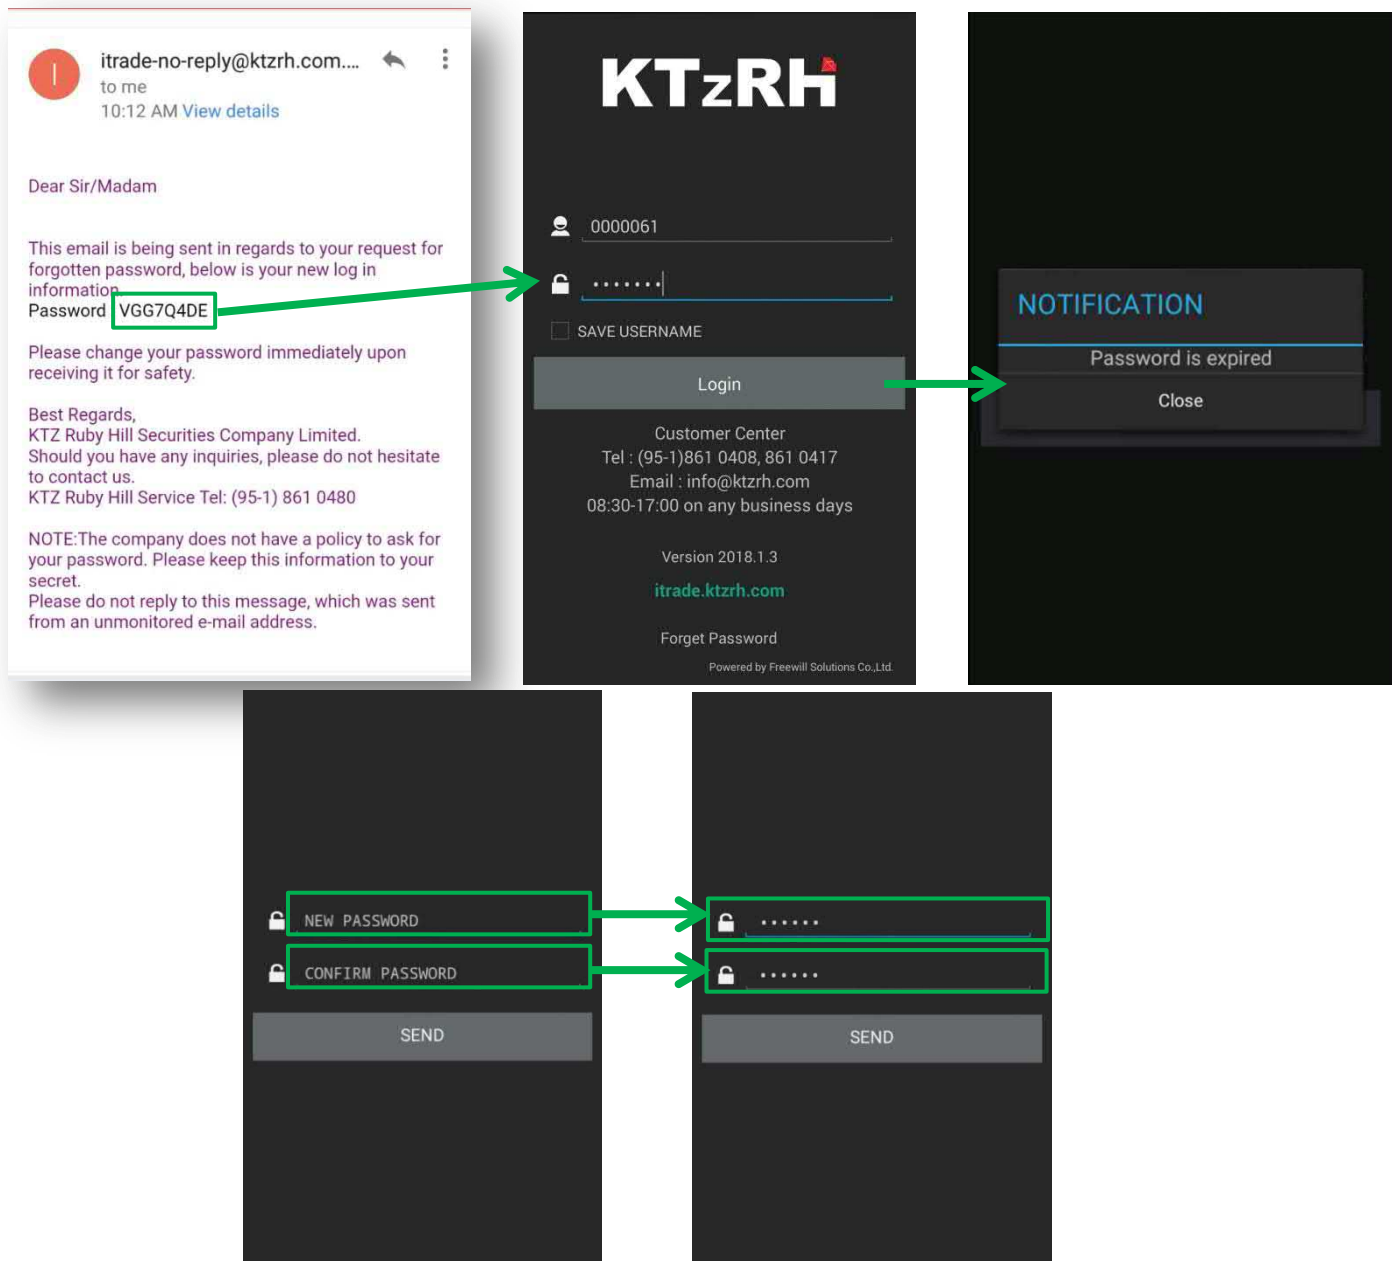 I
itrade-no-reply@ktzrh.com....
to me
10:12 AM View details
Dear Sir/Madam
This email is being sent in regards to your request for
forgotten password, below is your new log in
information.
Password VGG7Q4DE
Please change your password immediately upon
receiving it for safety.
Best Regards,
KTZ Ruby Hill Securities Company Limited.
Should you have any inquiries, please do not hesitate
to contact us.
KTZ Ruby Hill Service Tel: (95-1) 861 0480
NOTE:The company does not have a policy to ask for
your password. Please keep this information to your
secret.
Please do not reply to this message, which was sent
from an unmonitored e-mail address.
KTzRH
0000061
•••••••
SAVE USERNAME
Login
Customer Center
Tel : (95-1)861 0408, 861 0417
Email : info@ktzrh.com
08:30-17:00 on any business days
Version 2018.1.3
itrade.ktzrh.com
Forget Password
Powered by Freewill Solutions Co.,Ltd.
NOTIFICATION
Password is expired
Close
NEW PASSWORD
CONFIRM PASSWORD
SEND
••••••
••••••
SEND